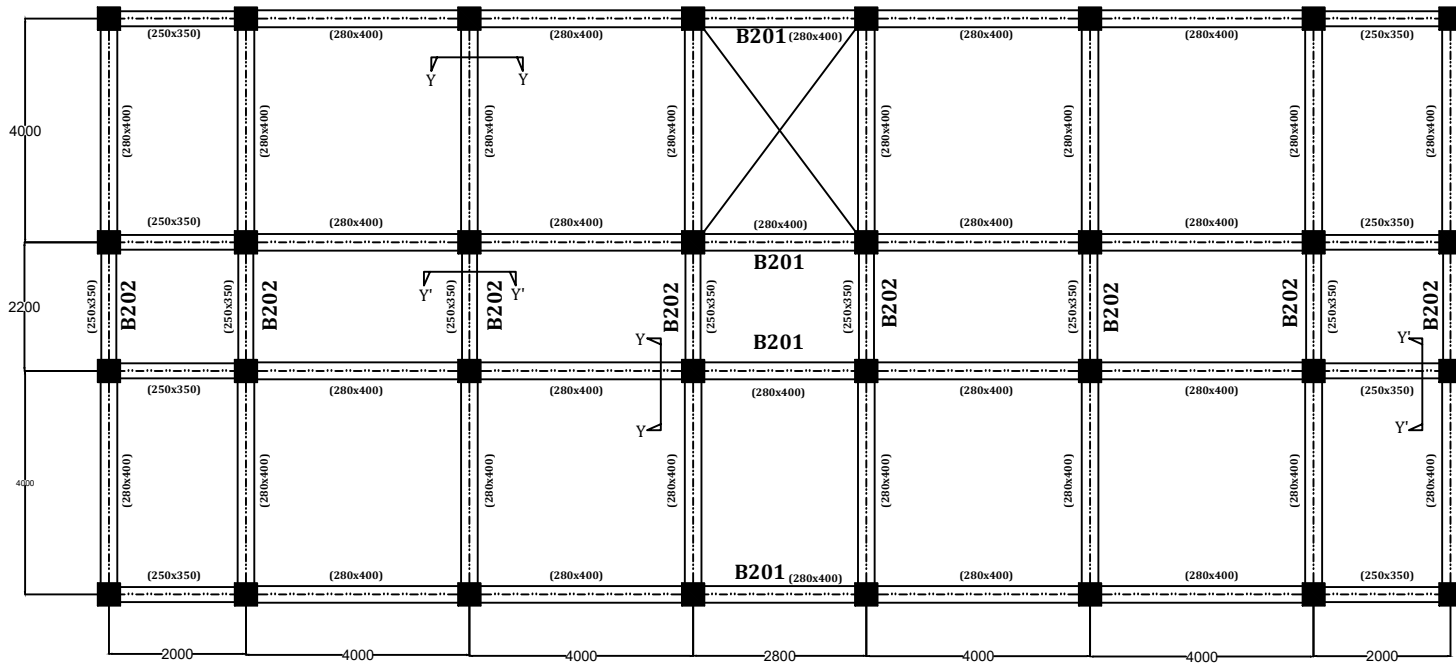 (250x350) (280x400) (280x400) B201 (280x400) (280x400) (280x400) (250x350)
Y Y
4000 (280x400) (280x400) (280x400) (280x400) (280x400) (280x400) (280x400) (280x400)
(250x350) (280x400) (280x400) (280x400) (280x400) (280x400) (250x350)
B201
Y' Y'
2200 (250x350) B202 (250x350) B202 (250x350) B202 B202 (250x350) (250x350) B202 (250x350) B202 B202 (250x350) B202
Y B201 Y'
(250x350) (280x400) (280x400) (280x400) (280x400) (280x400) (250x350)
Y Y'
4000 (280x400) (280x400) (280x400) (280x400) (280x400) (280x400) (280x400) (280x400)
(250x350) (280x400) (280x400) B201 (280x400) (280x400) (280x400) (250x350)
2000 4000 4000 2800 4000 4000 2000